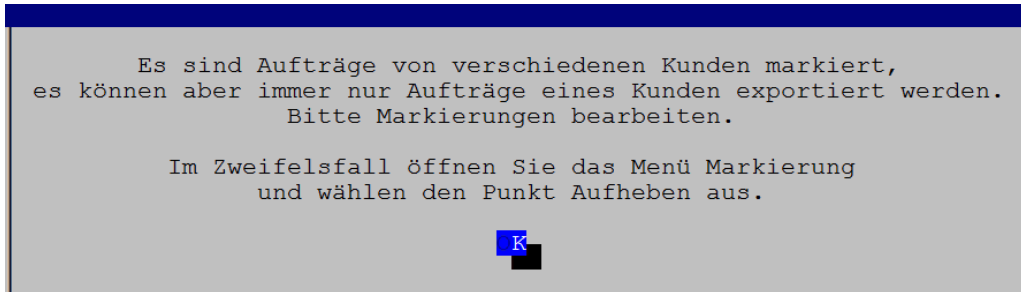 Es sind Aufträge von verschiedenen Kunden markiert,
es können aber immer nur Aufträge eines Kunden exportiert werden.
Bitte Markierungen bearbeiten.
Im Zweifelsfall öffnen Sie das Menü Markierung
und wählen den Punkt Aufheben aus.
OK